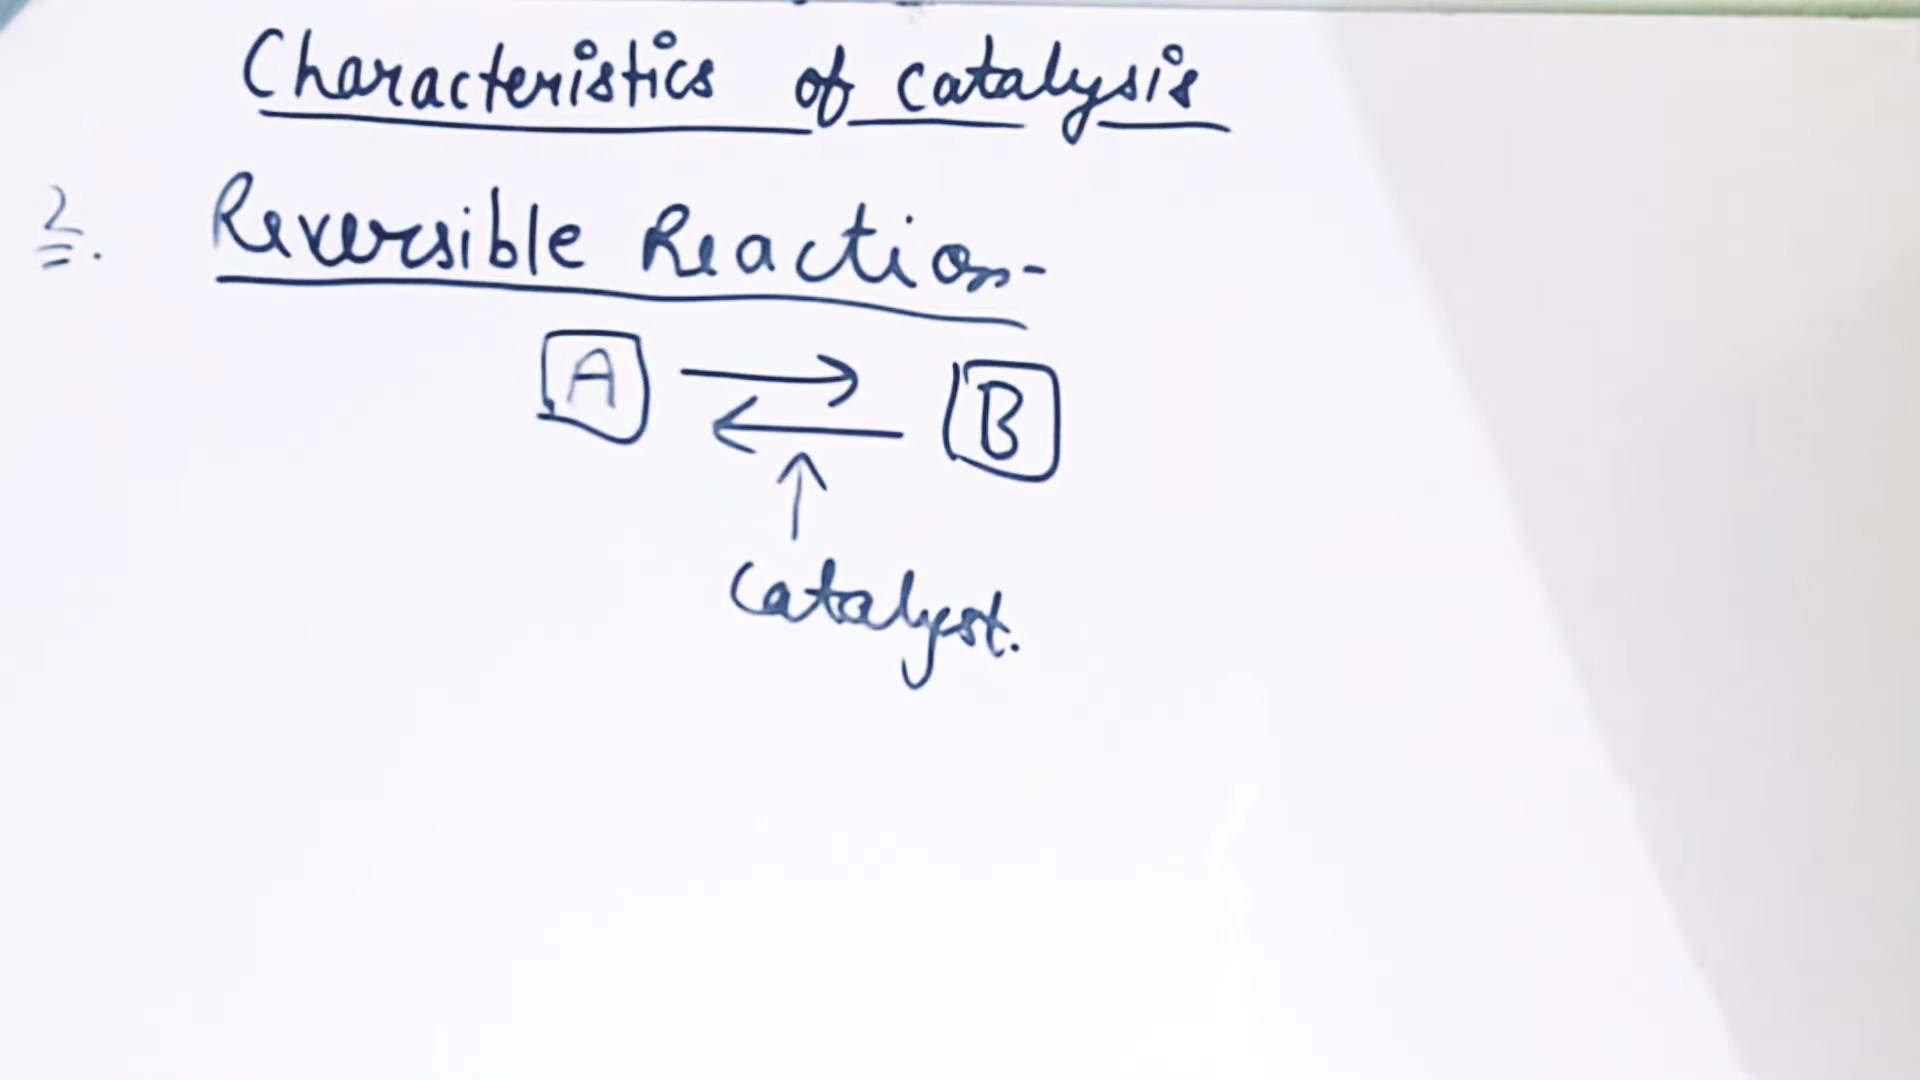 Characteristics of catalysis
2. Reversible Reaction-
A → B
←
↑
Catalyst.